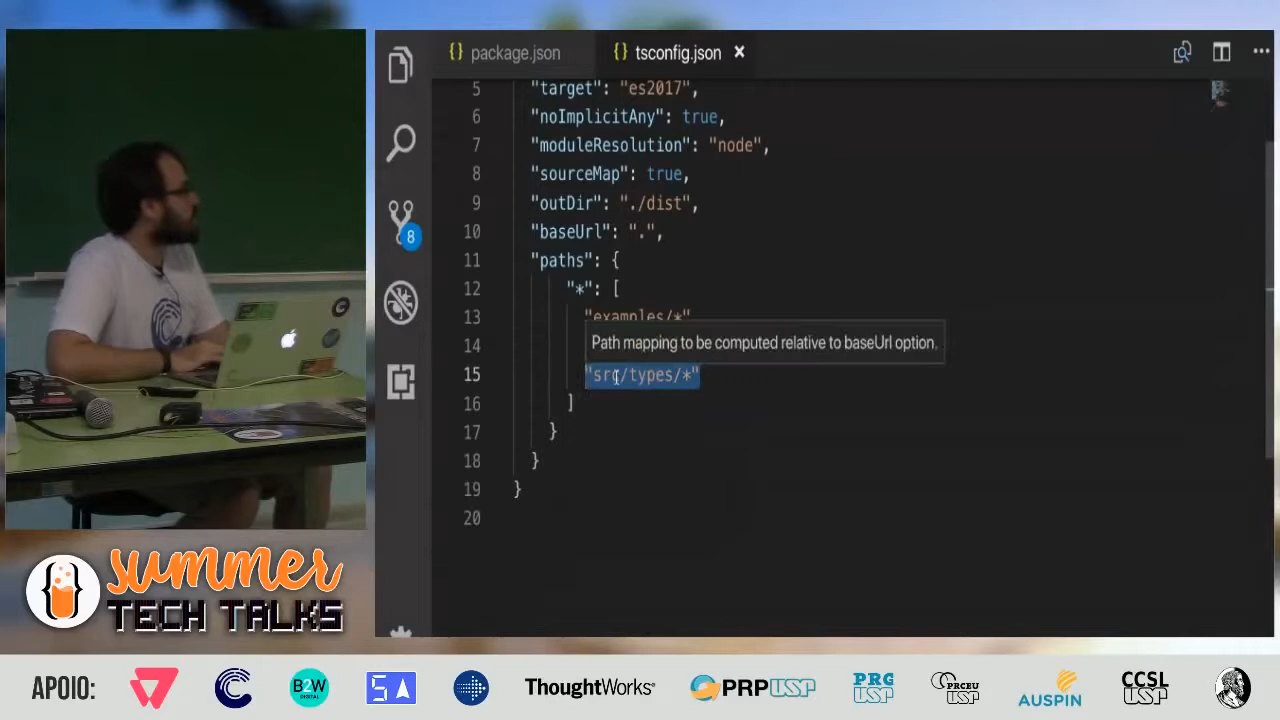 package.json
tsconfig.json
5 "target": "es2017",
6 "noImplicitAny": true,
7 "moduleResolution": "node",
8 "sourceMap": true,
9 "outDir": "./dist",
10 "baseUrl": ".",
11 "paths": {
12 "*": [
13 "examples/*"
14
Path mapping to be computed relative to baseUrl option.
15 "src/types/*"
16 ]
17 }
18 }
19 }
20
8
summer
TECH TALKS
APOIO:
B2W
DIGITAL
ThoughtWorks
PRPUSP
PRG
USP
PRCEU
USP
AUSPIN
CCSL
USP